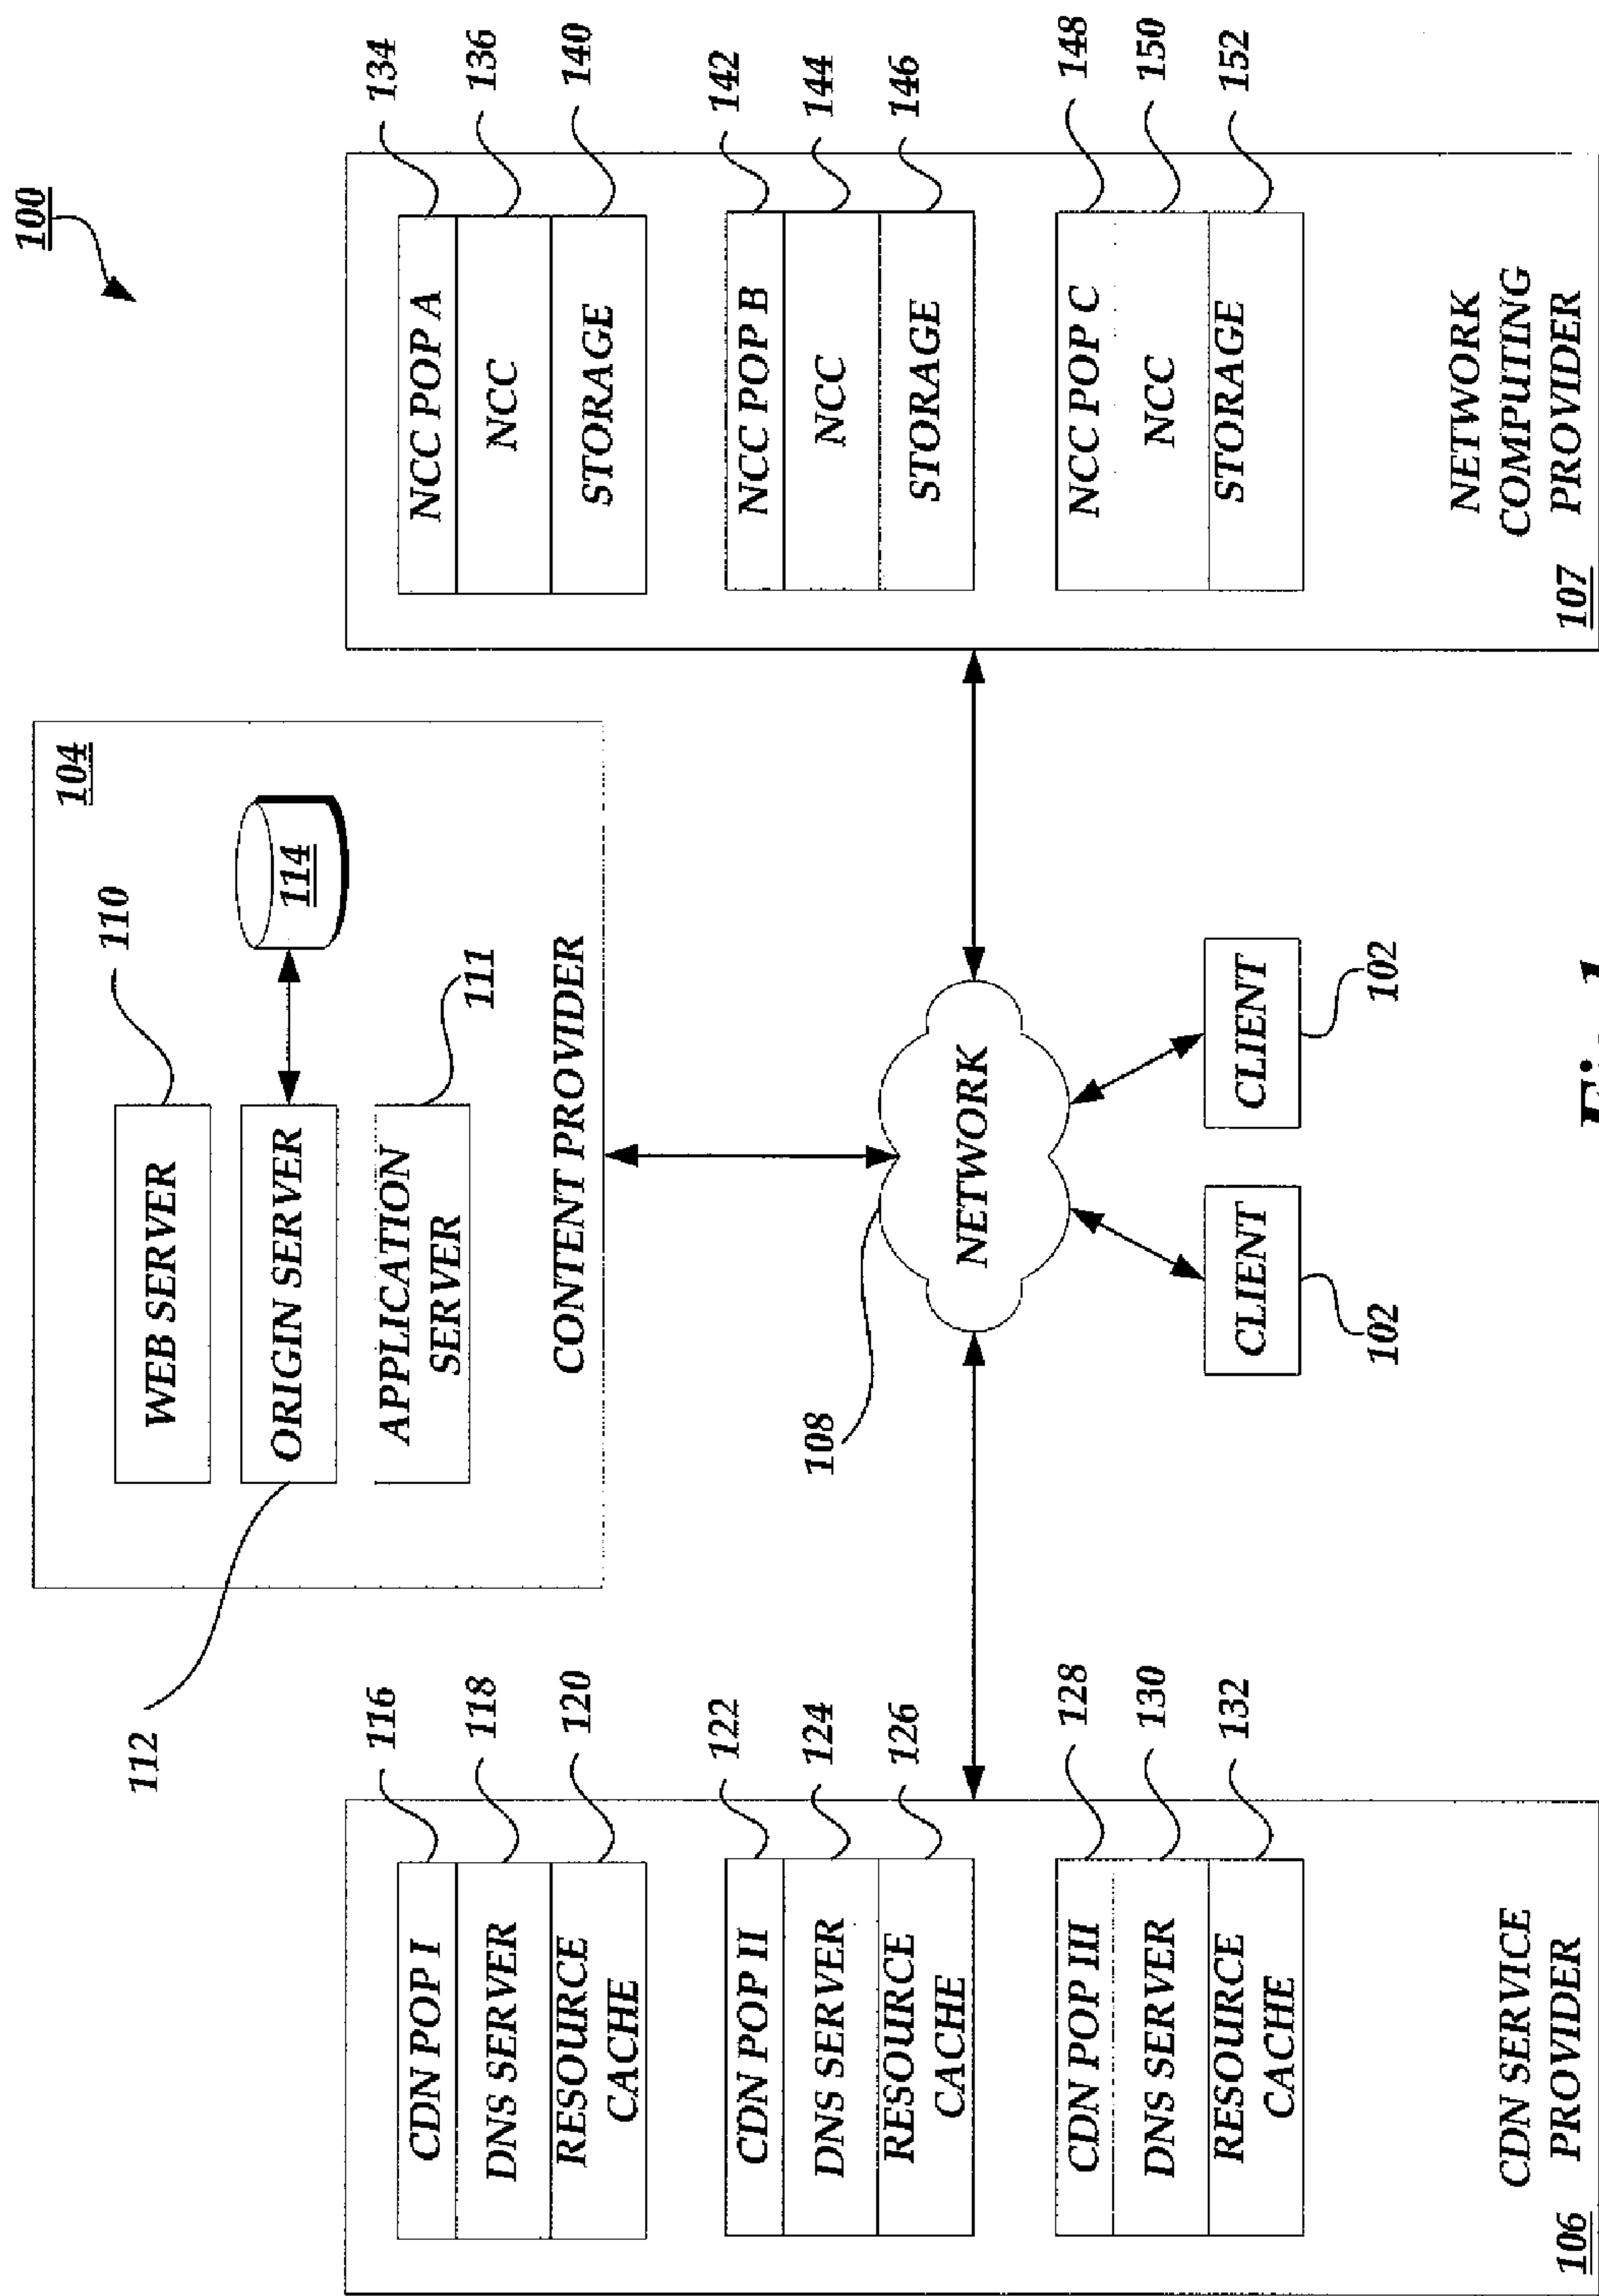 100
104
WEB SERVER
110
ORIGIN SERVER
112
114
APPLICATION
SERVER
111
CONTENT PROVIDER
CDN POP I
116
DNS SERVER
118
RESOURCE
CACHE
120
CDN POP II
122
DNS SERVER
124
RESOURCE
CACHE
126
CDN POP III
128
DNS SERVER
130
RESOURCE
CACHE
132
CDN SERVICE
PROVIDER
106
108
NETWORK
CLIENT
102
CLIENT
102
NCC POP A
134
NCC
136
STORAGE
140
NCC POP B
142
NCC
144
STORAGE
146
NCC POP C
148
NCC
150
STORAGE
152
NETWORK
COMPUTING
PROVIDER
107